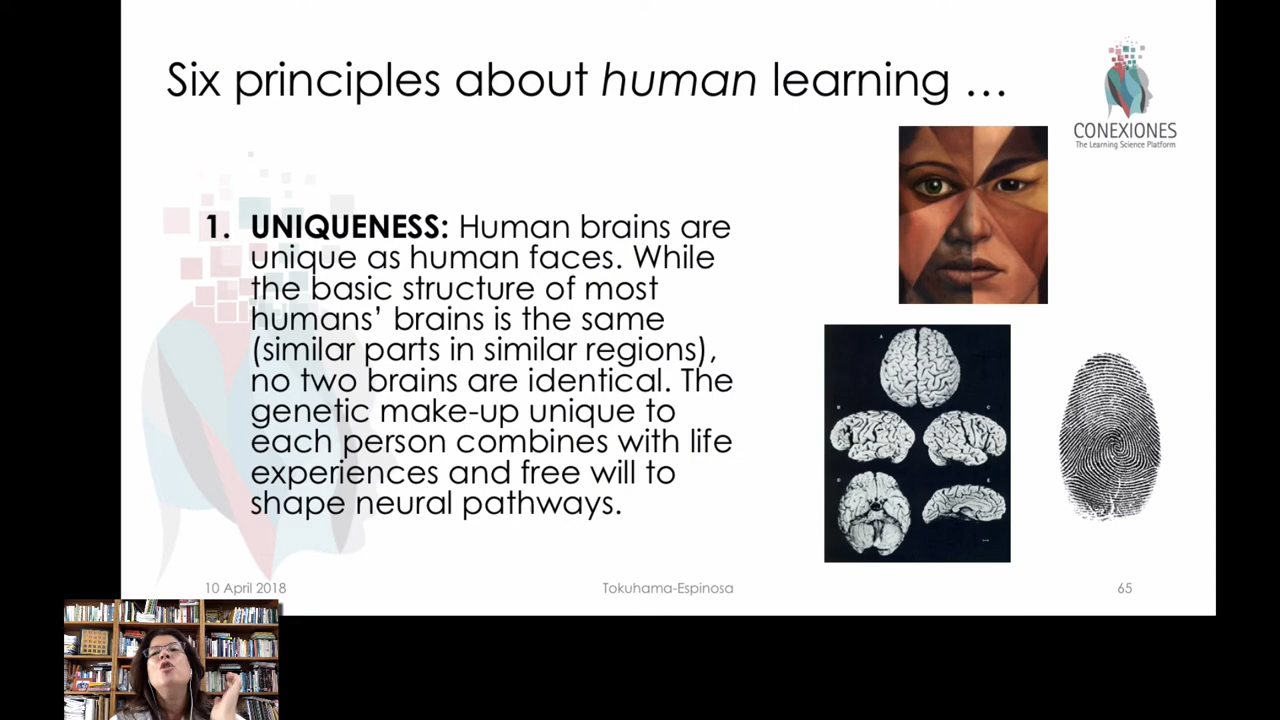 Six principles about human learning …
CONEXIONES
The Learning Science Platform
1. UNIQUENESS: Human brains are
unique as human faces. While
the basic structure of most
humans’ brains is the same
(similar parts in similar regions),
no two brains are identical. The
genetic make-up unique to
each person combines with life
experiences and free will to
shape neural pathways.
A
B
C
D
E
10 April 2018
Tokuhama-Espinosa
65